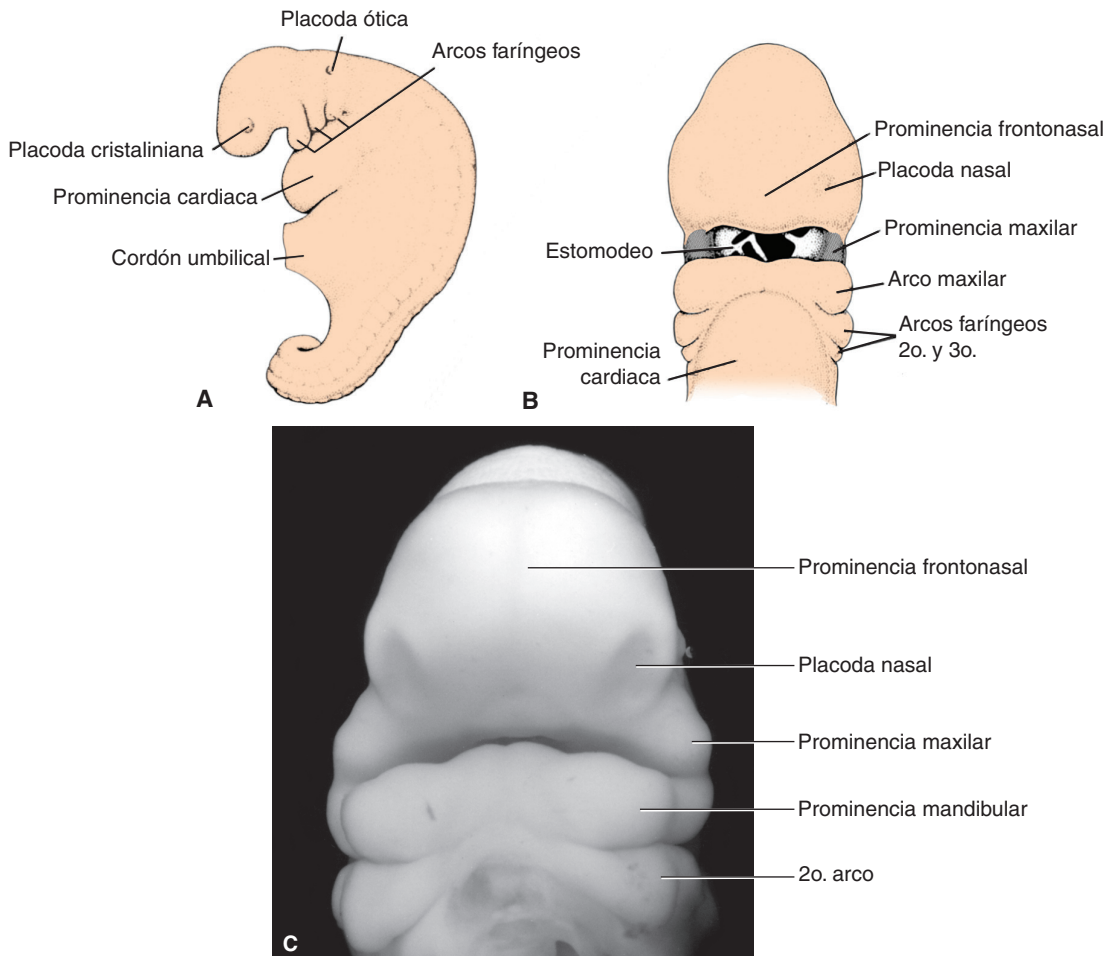 Placoda ótica
Arcos faríngeos
Placoda cristaliniana
Prominencia cardiaca
Cordón umbilical
A
Prominencia frontonasal
Placoda nasal
Prominencia maxilar
Estomodeo
Arco maxilar
Arcos faríngeos
2o. y 3o.
Prominencia
cardiaca
B
Prominencia frontonasal
Placoda nasal
Prominencia maxilar
Prominencia mandibular
2o. arco
C